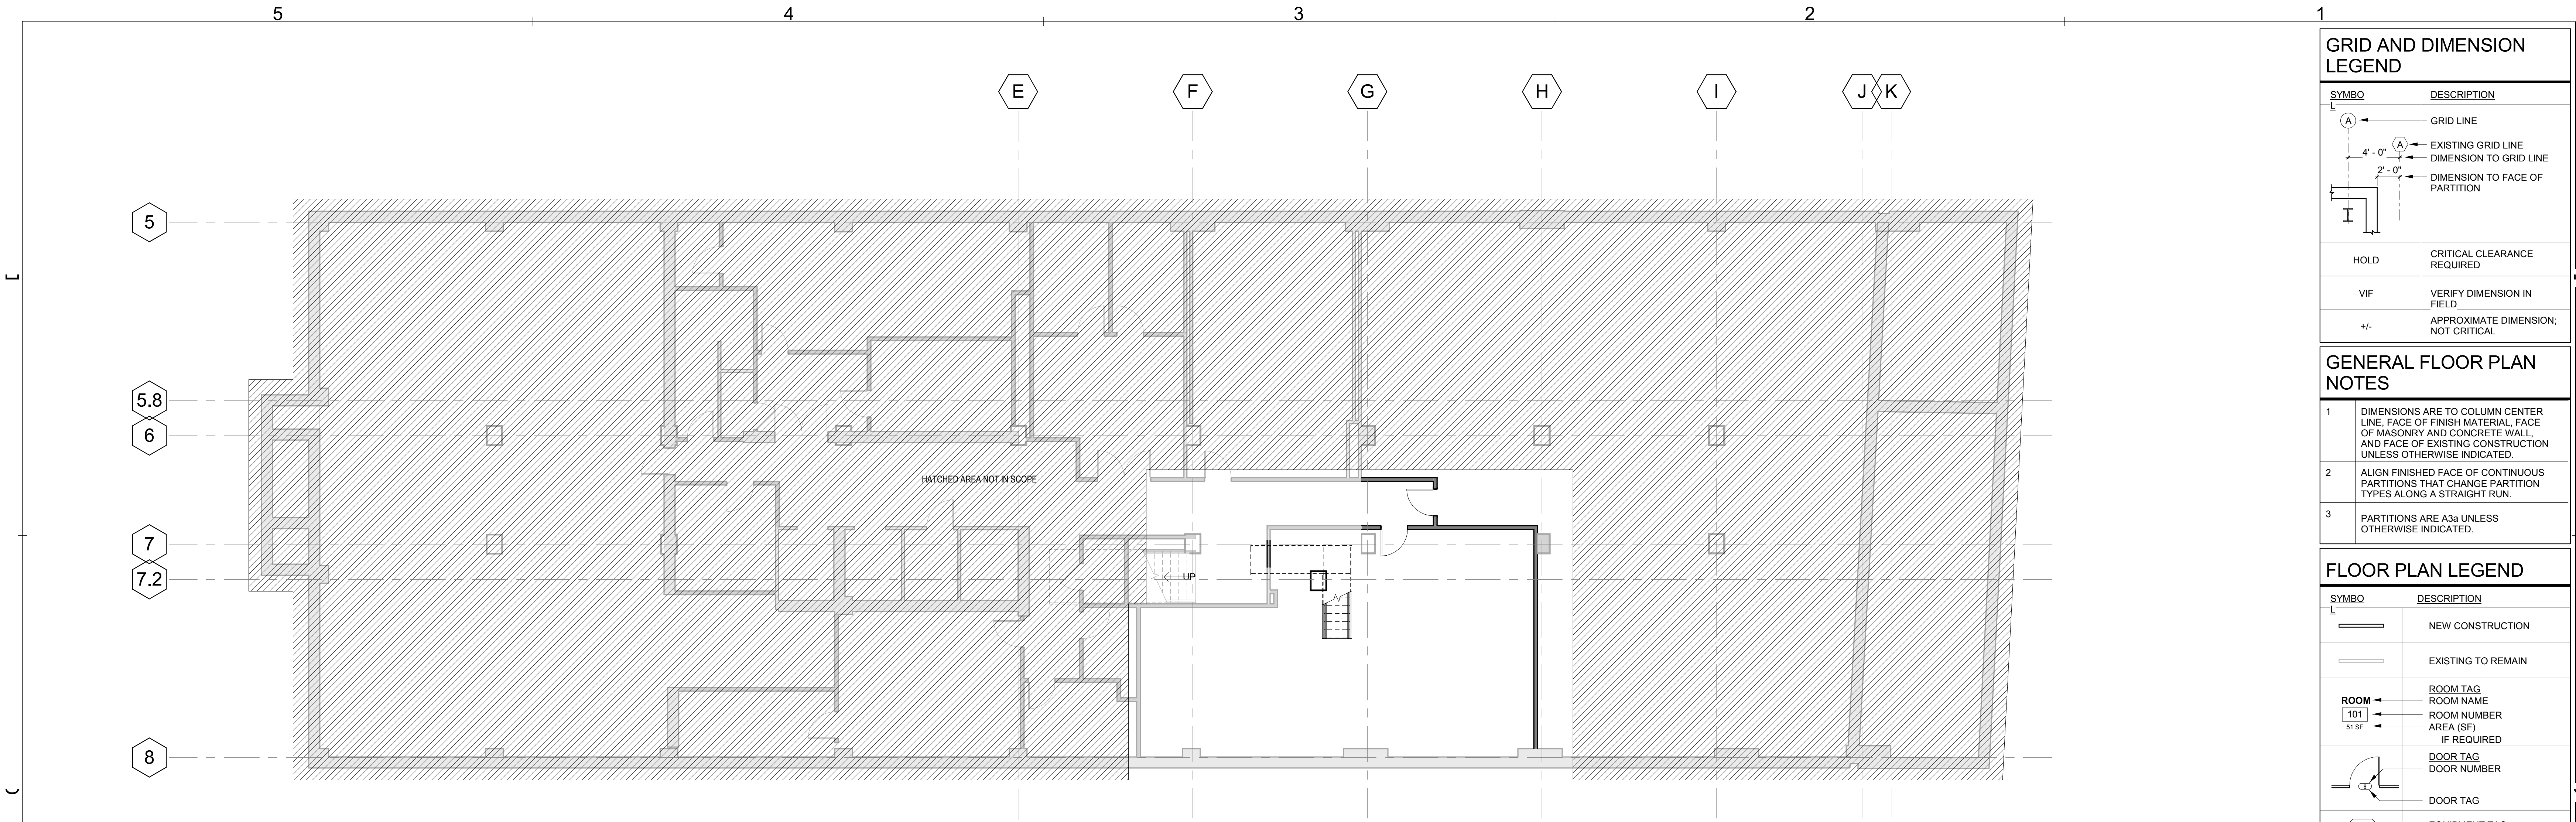 5 4 3 2 1
E F G H I J K
5
5.8
6
7
7.2
8
HATCHED AREA NOT IN SCOPE
UP
GRID AND DIMENSION
LEGEND
SYMBO
L
DESCRIPTION
A
GRID LINE
A
EXISTING GRID LINE
4' - 0"
DIMENSION TO GRID LINE
2' - 0"
DIMENSION TO FACE OF
PARTITION
HOLD
CRITICAL CLEARANCE
REQUIRED
VIF
VERIFY DIMENSION IN
FIELD
+/-
APPROXIMATE DIMENSION;
NOT CRITICAL
GENERAL FLOOR PLAN
NOTES
1 DIMENSIONS ARE TO COLUMN CENTER
LINE, FACE OF FINISH MATERIAL, FACE
OF MASONRY AND CONCRETE WALL,
AND FACE OF EXISTING CONSTRUCTION
UNLESS OTHERWISE INDICATED.
2 ALIGN FINISHED FACE OF CONTINUOUS
PARTITIONS THAT CHANGE PARTITION
TYPES ALONG A STRAIGHT RUN.
3 PARTITIONS ARE A3a UNLESS
OTHERWISE INDICATED.
FLOOR PLAN LEGEND
SYMBO
L
DESCRIPTION
NEW CONSTRUCTION
EXISTING TO REMAIN
ROOM TAG
ROOM ROOM NAME
101 ROOM NUMBER
51 SF AREA (SF)
IF REQUIRED
DOOR TAG
DOOR NUMBER
DOOR TAG